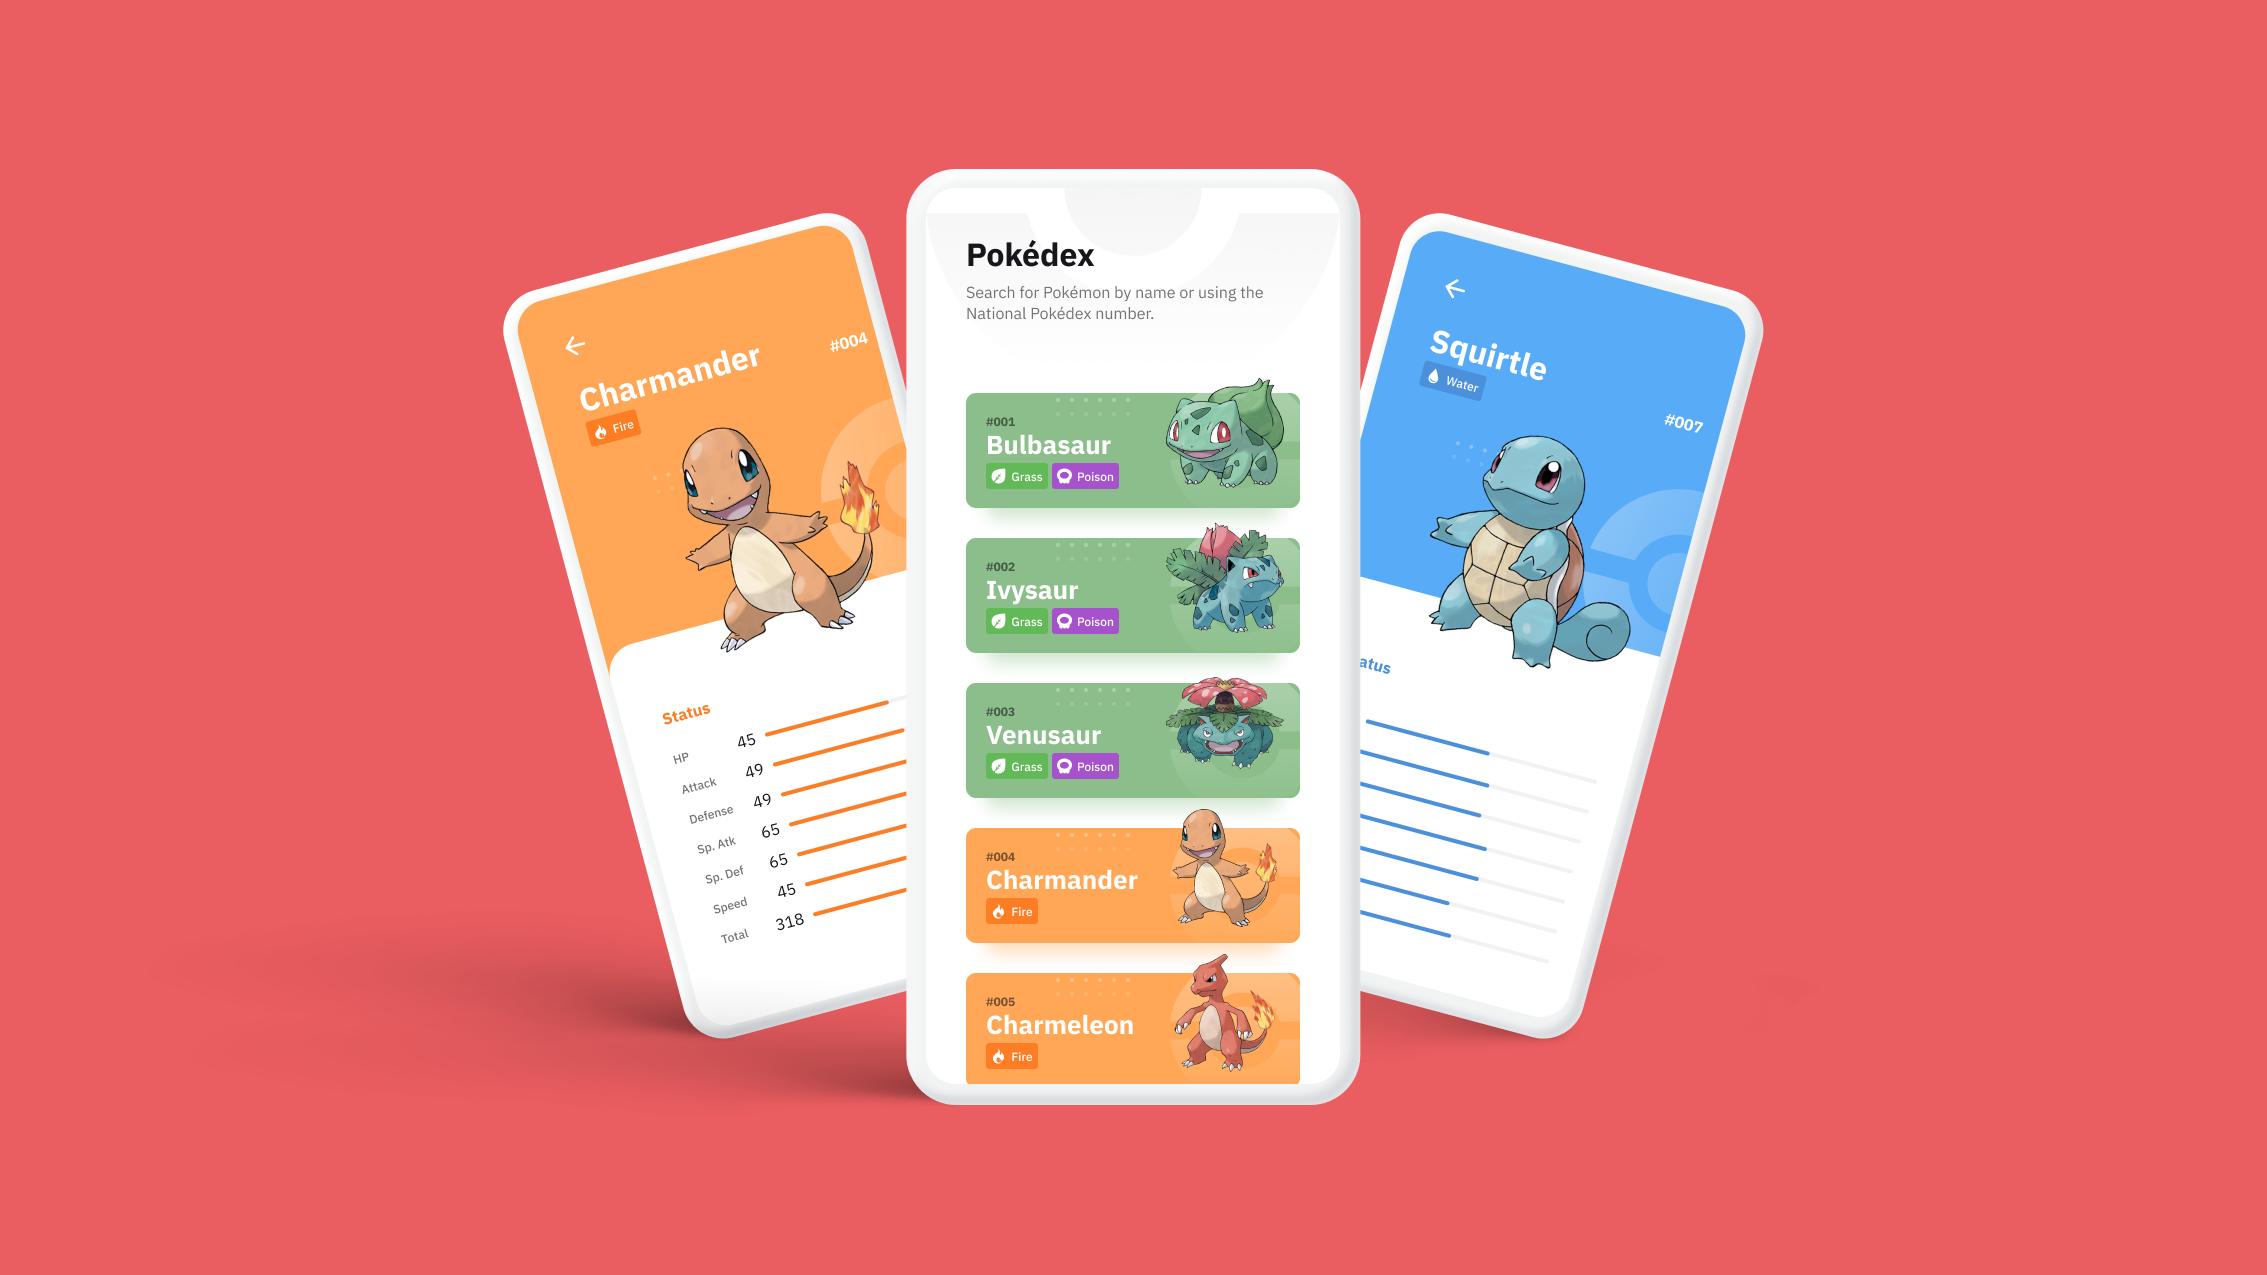 Charmander
#004
Fire
Status
HP 45
Attack 49
Defense 49
Sp. Atk 65
Sp. Def 65
Speed 45
Total 318
Pokédex
Search for Pokémon by name or using the
National Pokédex number.
#001
Bulbasaur
Grass Poison
#002
Ivysaur
Grass Poison
#003
Venusaur
Grass Poison
#004
Charmander
Fire
#005
Charmeleon
Fire
Squirtle
Water
#007
atus